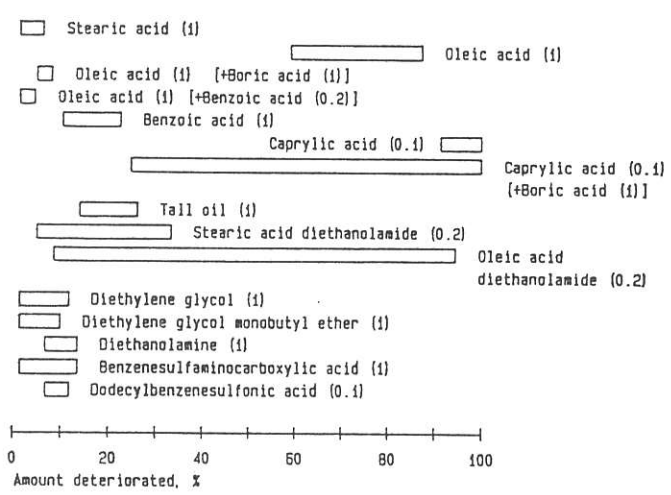 Stearic acid (1)
Oleic acid (1)
Oleic acid (1) [+Boric acid (1)]
Oleic acid (1) [+Benzoic acid (0.2)]
Benzoic acid (1)
Caprylic acid (0.1)
Caprylic acid (0.1)
[+Boric acid (1)]
Tall oil (1)
Stearic acid diethanolamide (0.2)
Oleic acid
diethanolamide (0.2)
Diethylene glycol (1)
Diethylene glycol monobutyl ether (1)
Diethanolamine (1)
Benzenesulfaminocarboxylic acid (1)
Dodecylbenzenesulfonic acid (0.1)
0 20 40 60 80 100
Amount deteriorated, %